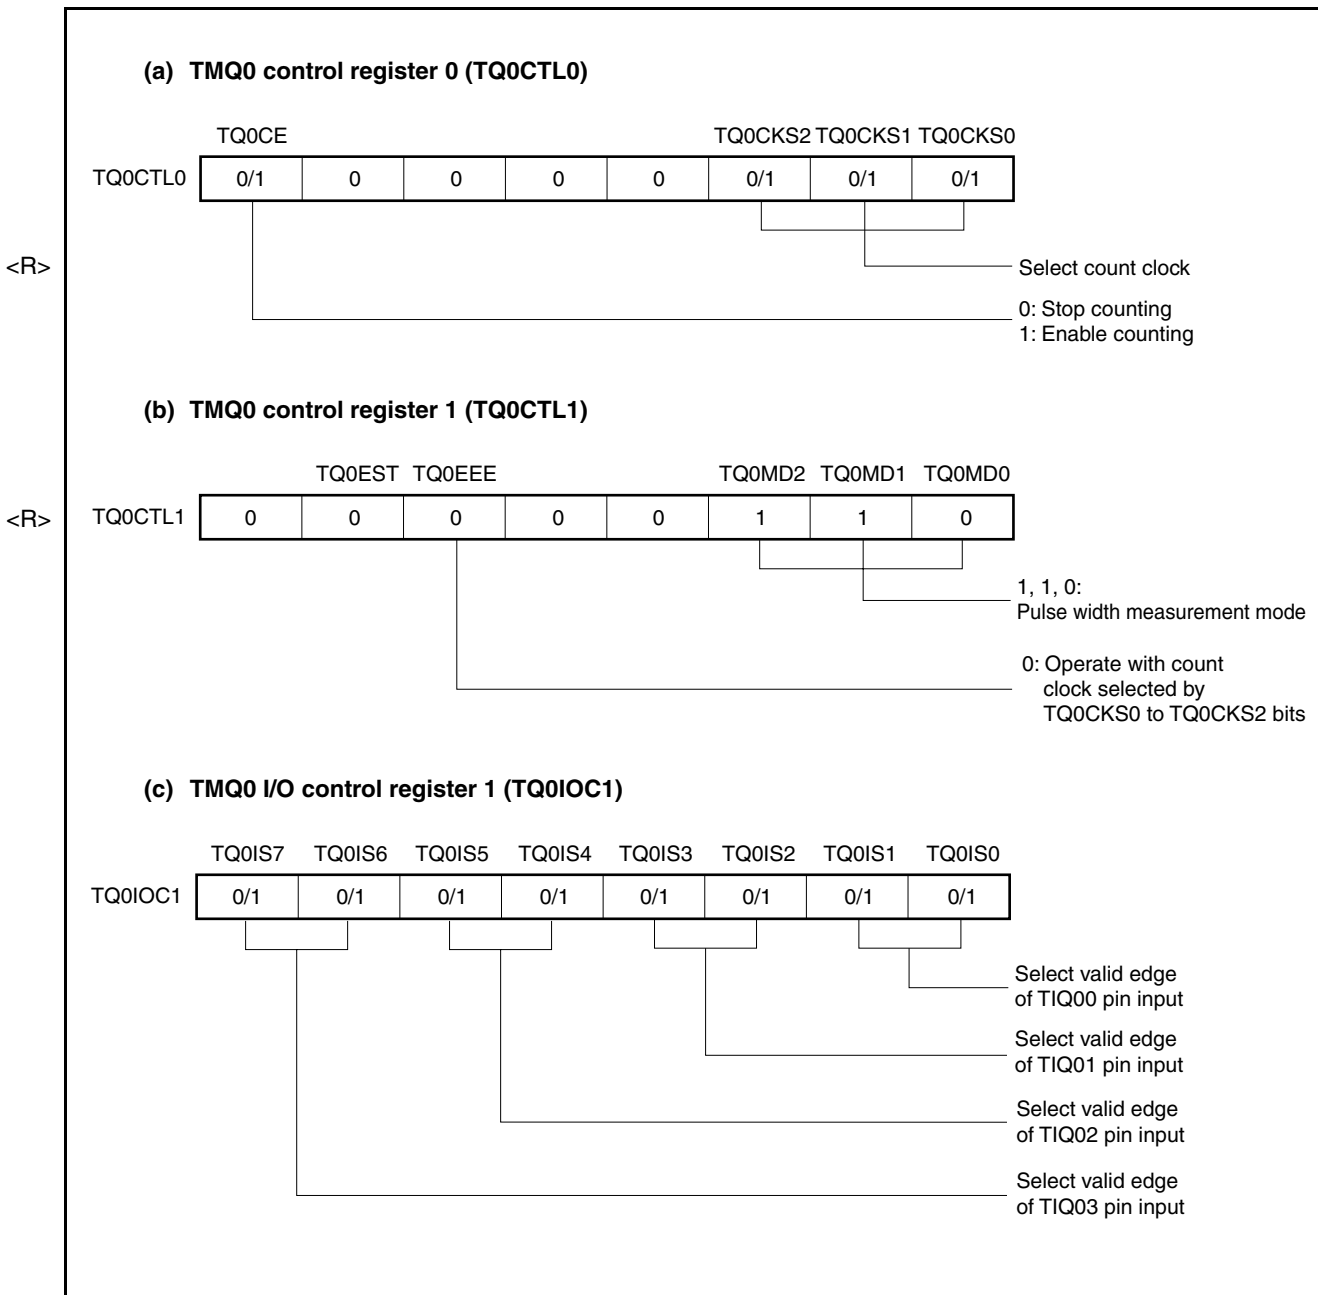 (a) TMQ0 control register 0 (TQ0CTL0)
TQ0CE TQ0CKS2 TQ0CKS1 TQ0CKS0
TQ0CTL0 0/1 0 0 0 0 0/1 0/1 0/1
<R>
Select count clock
0: Stop counting
1: Enable counting
(b) TMQ0 control register 1 (TQ0CTL1)
TQ0EST TQ0EEE TQ0MD2 TQ0MD1 TQ0MD0
<R> TQ0CTL1 0 0 0 0 0 1 1 0
1, 1, 0:
Pulse width measurement mode
0: Operate with count
clock selected by
TQ0CKS0 to TQ0CKS2 bits
(c) TMQ0 I/O control register 1 (TQ0IOC1)
TQ0IS7 TQ0IS6 TQ0IS5 TQ0IS4 TQ0IS3 TQ0IS2 TQ0IS1 TQ0IS0
TQ0IOC1 0/1 0/1 0/1 0/1 0/1 0/1 0/1 0/1
Select valid edge
of TIQ00 pin input
Select valid edge
of TIQ01 pin input
Select valid edge
of TIQ02 pin input
Select valid edge
of TIQ03 pin input